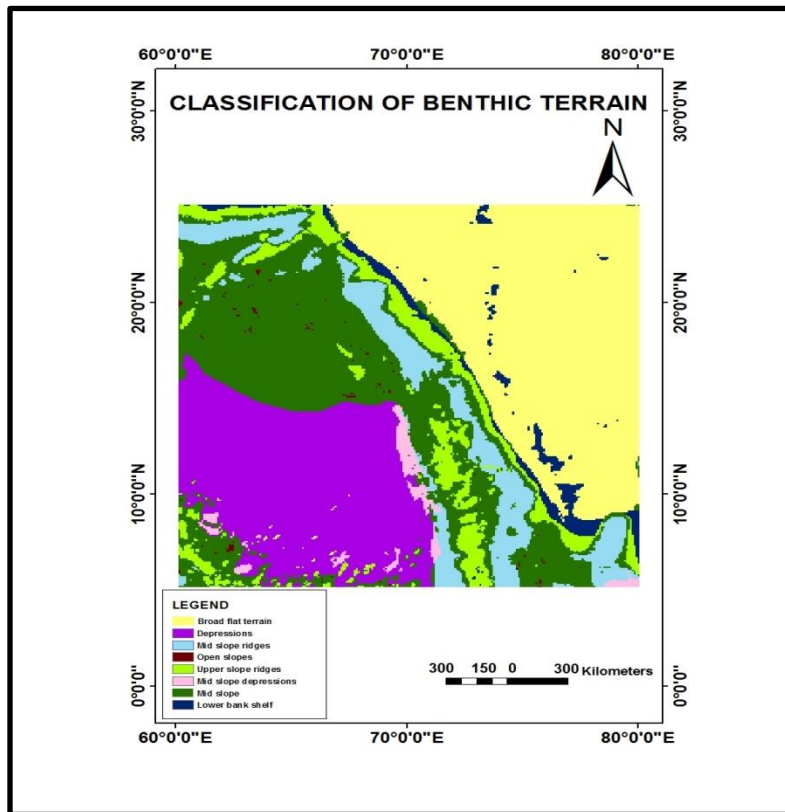 60°0'0"E 70°0'0"E 80°0'0"E
CLASSIFICATION OF BENTHIC TERRAIN
N
30°0'0"N 30°0'0"N
20°0'0"N 20°0'0"N
10°0'0"N 10°0'0"N
0°0'0" 0°0'0"
LEGEND
Broad flat terrain
Depressions
Mid slope ridges
Open slopes
Upper slope ridges
Mid slope depressions
Mid slope
Lower bank shelf
300 150 0 300 Kilometers
60°0'0"E 70°0'0"E 80°0'0"E